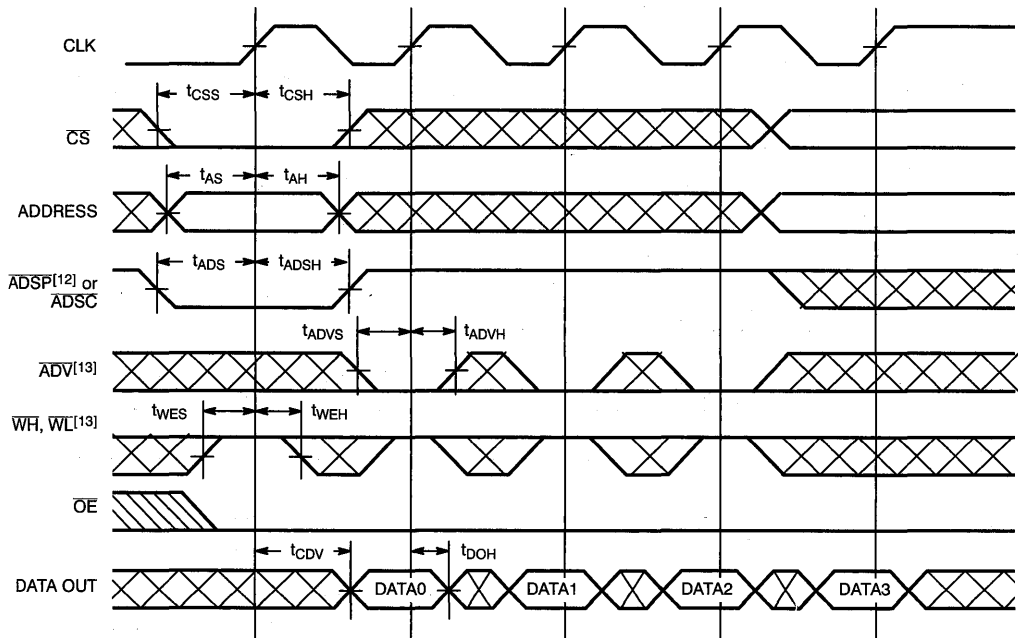 CLK
tCSS tCSH
CS
tAS tAH
ADDRESS
tADS tADSH
ADSP[12] or
ADSC
tADVS tADVH
ADV[13]
tWES tWEH
WH, WL[13]
OE
tCDV tDOH
DATA OUT DATA0 DATA1 DATA2 DATA3